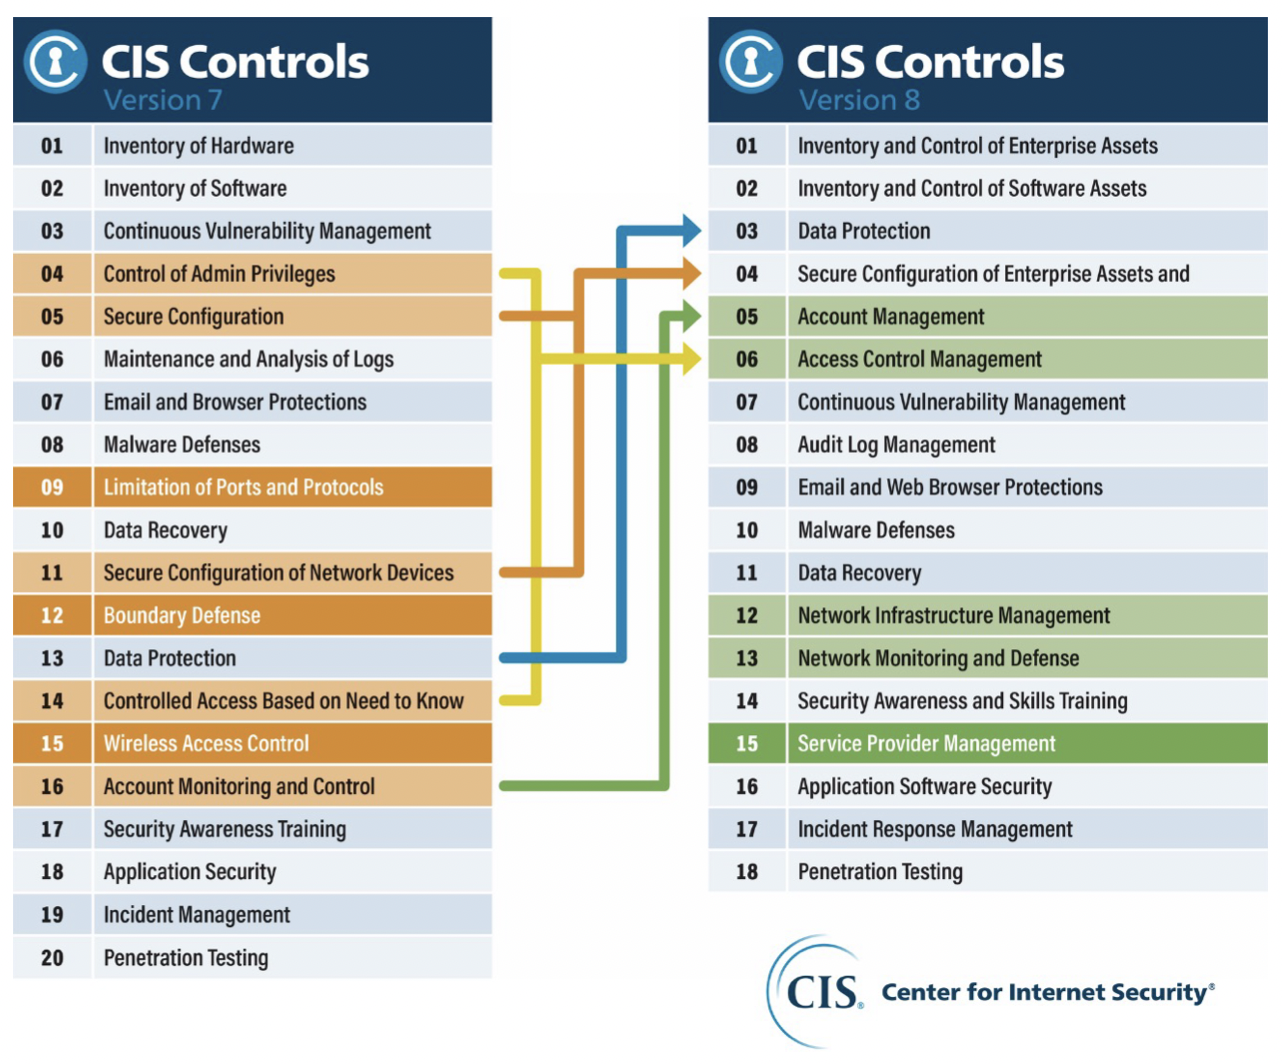 CIS Controls
Version 7
01 Inventory of Hardware
02 Inventory of Software
03 Continuous Vulnerability Management
04 Control of Admin Privileges
05 Secure Configuration
06 Maintenance and Analysis of Logs
07 Email and Browser Protections
08 Malware Defenses
09 Limitation of Ports and Protocols
10 Data Recovery
11 Secure Configuration of Network Devices
12 Boundary Defense
13 Data Protection
14 Controlled Access Based on Need to Know
15 Wireless Access Control
16 Account Monitoring and Control
17 Security Awareness Training
18 Application Security
19 Incident Management
20 Penetration Testing
CIS Controls
Version 8
01 Inventory and Control of Enterprise Assets
02 Inventory and Control of Software Assets
03 Data Protection
04 Secure Configuration of Enterprise Assets and
05 Account Management
06 Access Control Management
07 Continuous Vulnerability Management
08 Audit Log Management
09 Email and Web Browser Protections
10 Malware Defenses
11 Data Recovery
12 Network Infrastructure Management
13 Network Monitoring and Defense
14 Security Awareness and Skills Training
15 Service Provider Management
16 Application Software Security
17 Incident Response Management
18 Penetration Testing
CIS® Center for Internet Security®